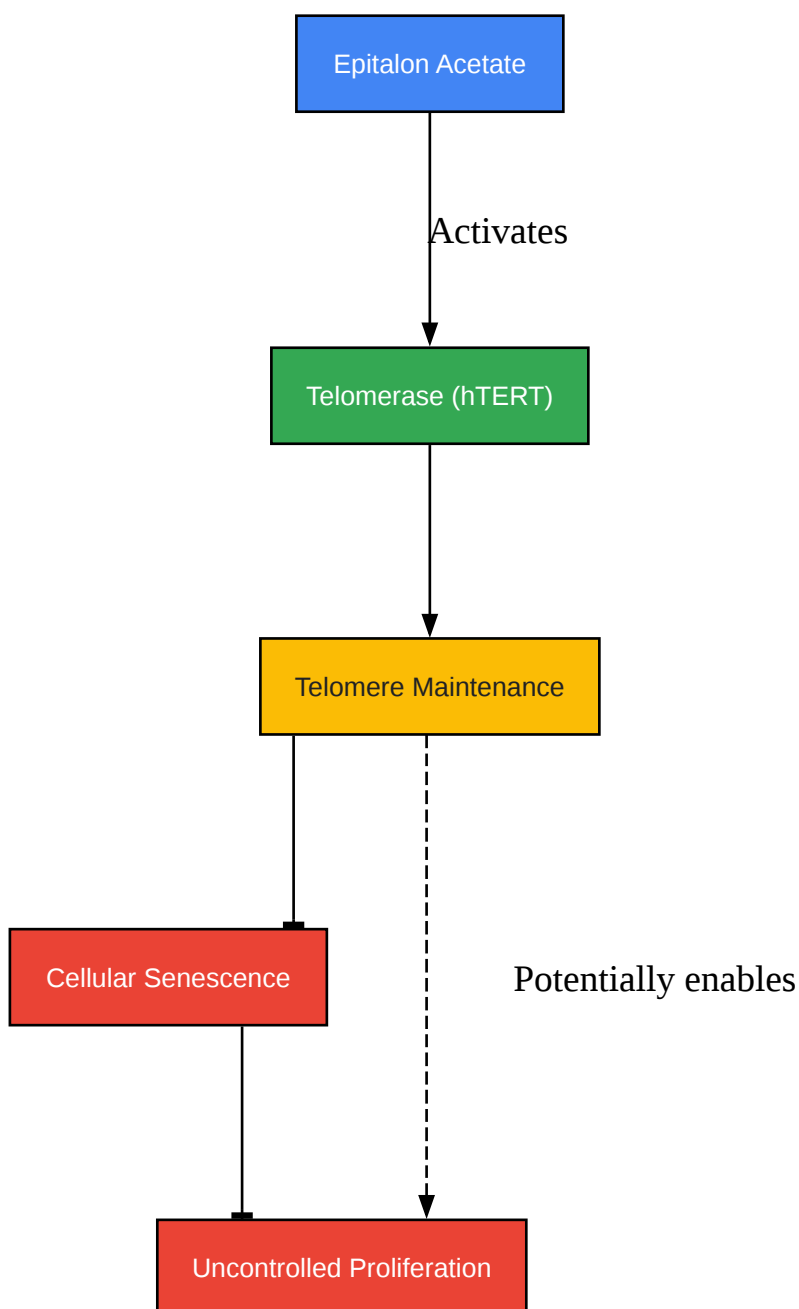 Epitalon Acetate
Activates
Telomerase (hTERT)
Telomere Maintenance
Cellular Senescence
Potentially enables
Uncontrolled Proliferation